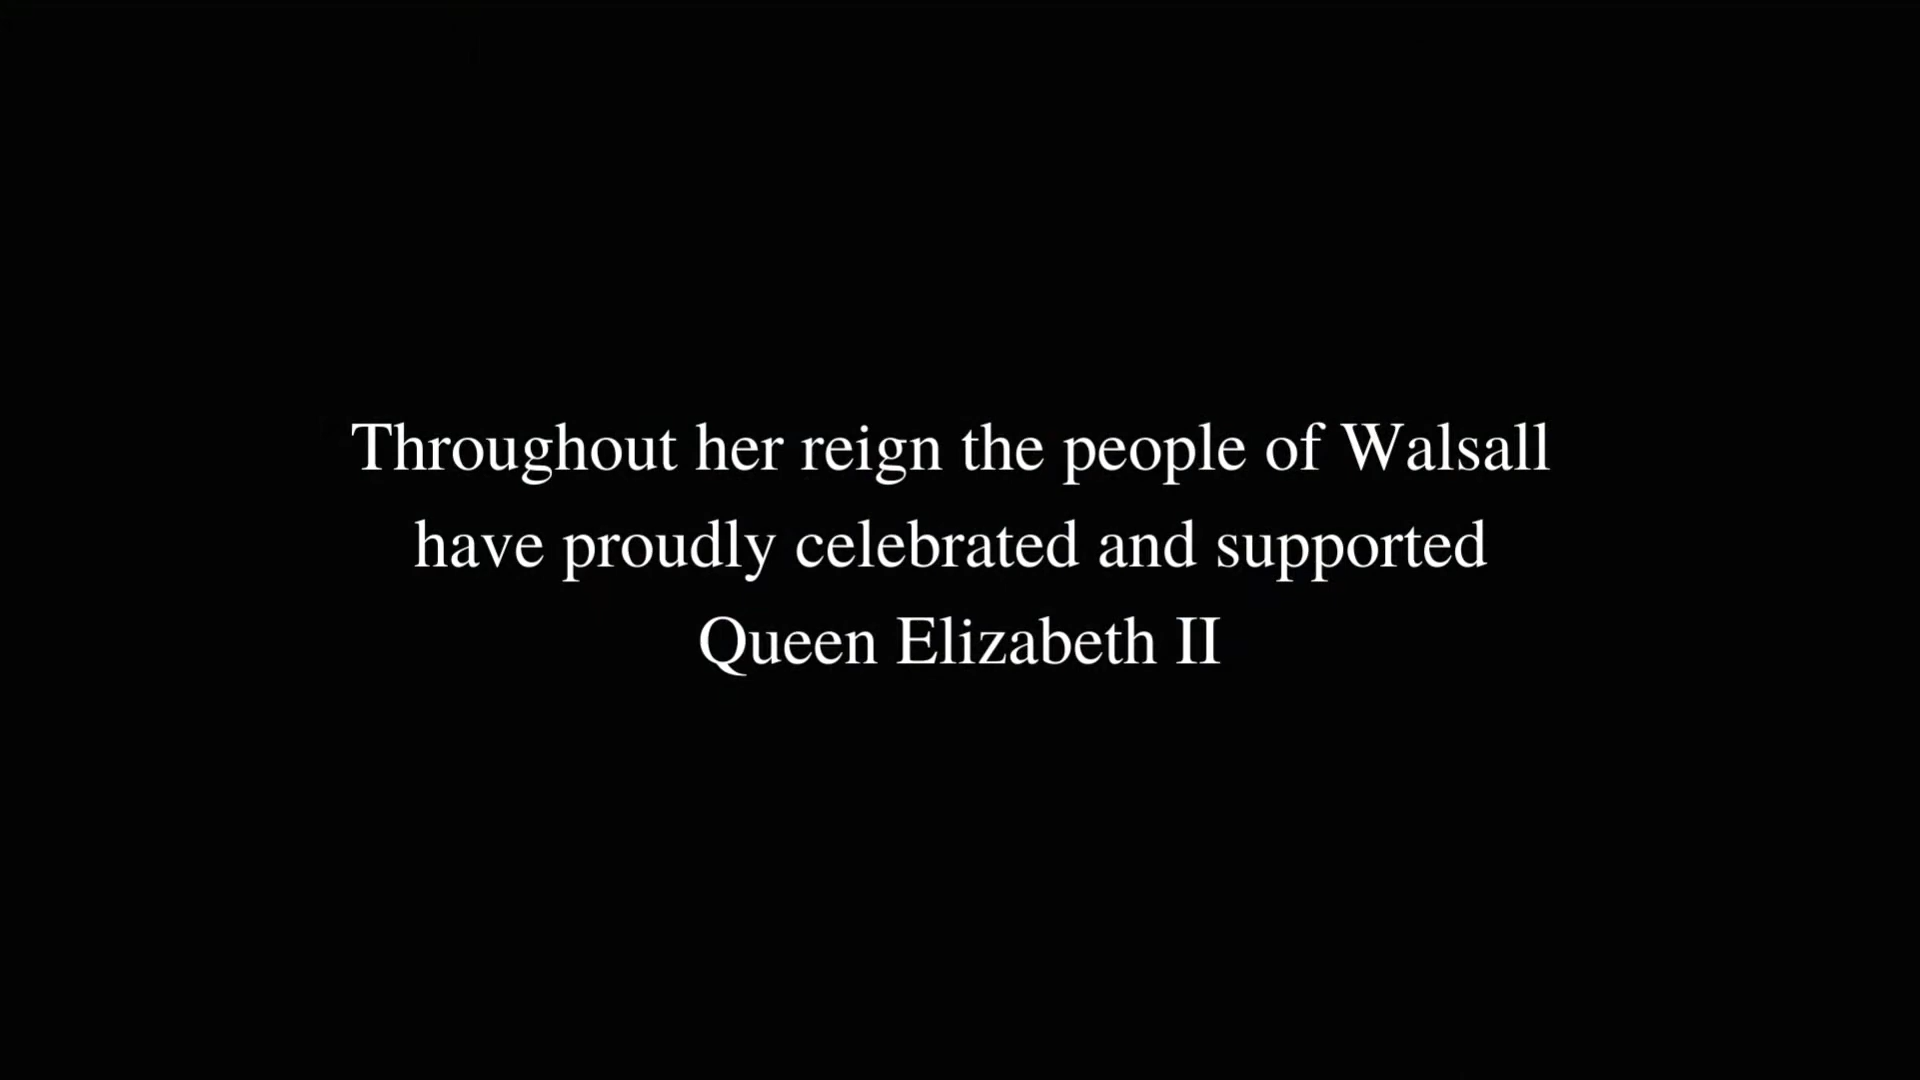 Throughout her reign the people of Walsall
have proudly celebrated and supported
Queen Elizabeth II